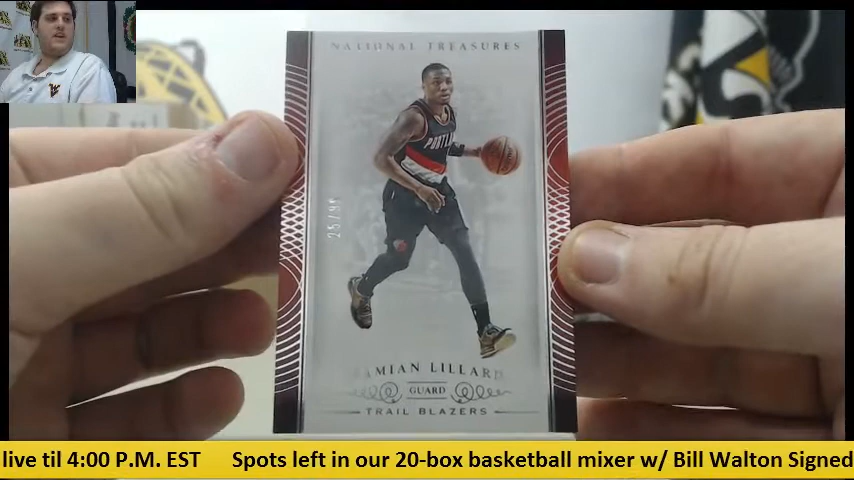 NATIONAL TREASURES
PORTLAND
25/99
DAMIAN LILLARD
GUARD
TRAIL BLAZERS
live til 4:00 P.M. EST Spots left in our 20-box basketball mixer w/ Bill Walton Signed